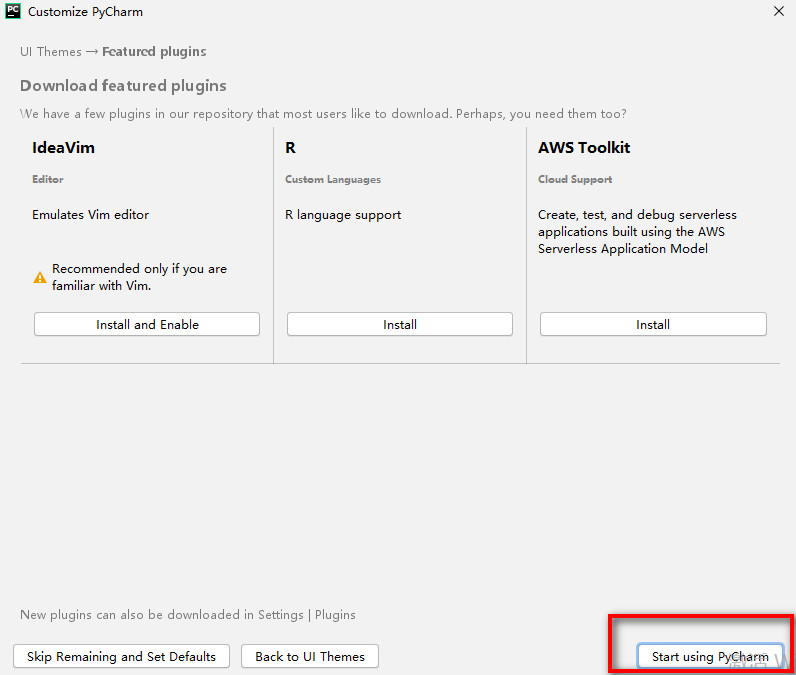 PC Customize PyCharm
UI Themes → Featured plugins
Download featured plugins
We have a few plugins in our repository that most users like to download. Perhaps, you need them too?
IdeaVim
Editor
Emulates Vim editor
Recommended only if you are
familiar with Vim.
Install and Enable
R
Custom Languages
R language support
Install
AWS Toolkit
Cloud Support
Create, test, and debug serverless
applications built using the AWS
Serverless Application Model
Install
New plugins can also be downloaded in Settings | Plugins
Skip Remaining and Set Defaults
Back to UI Themes
Start using PyCharm
激活 W